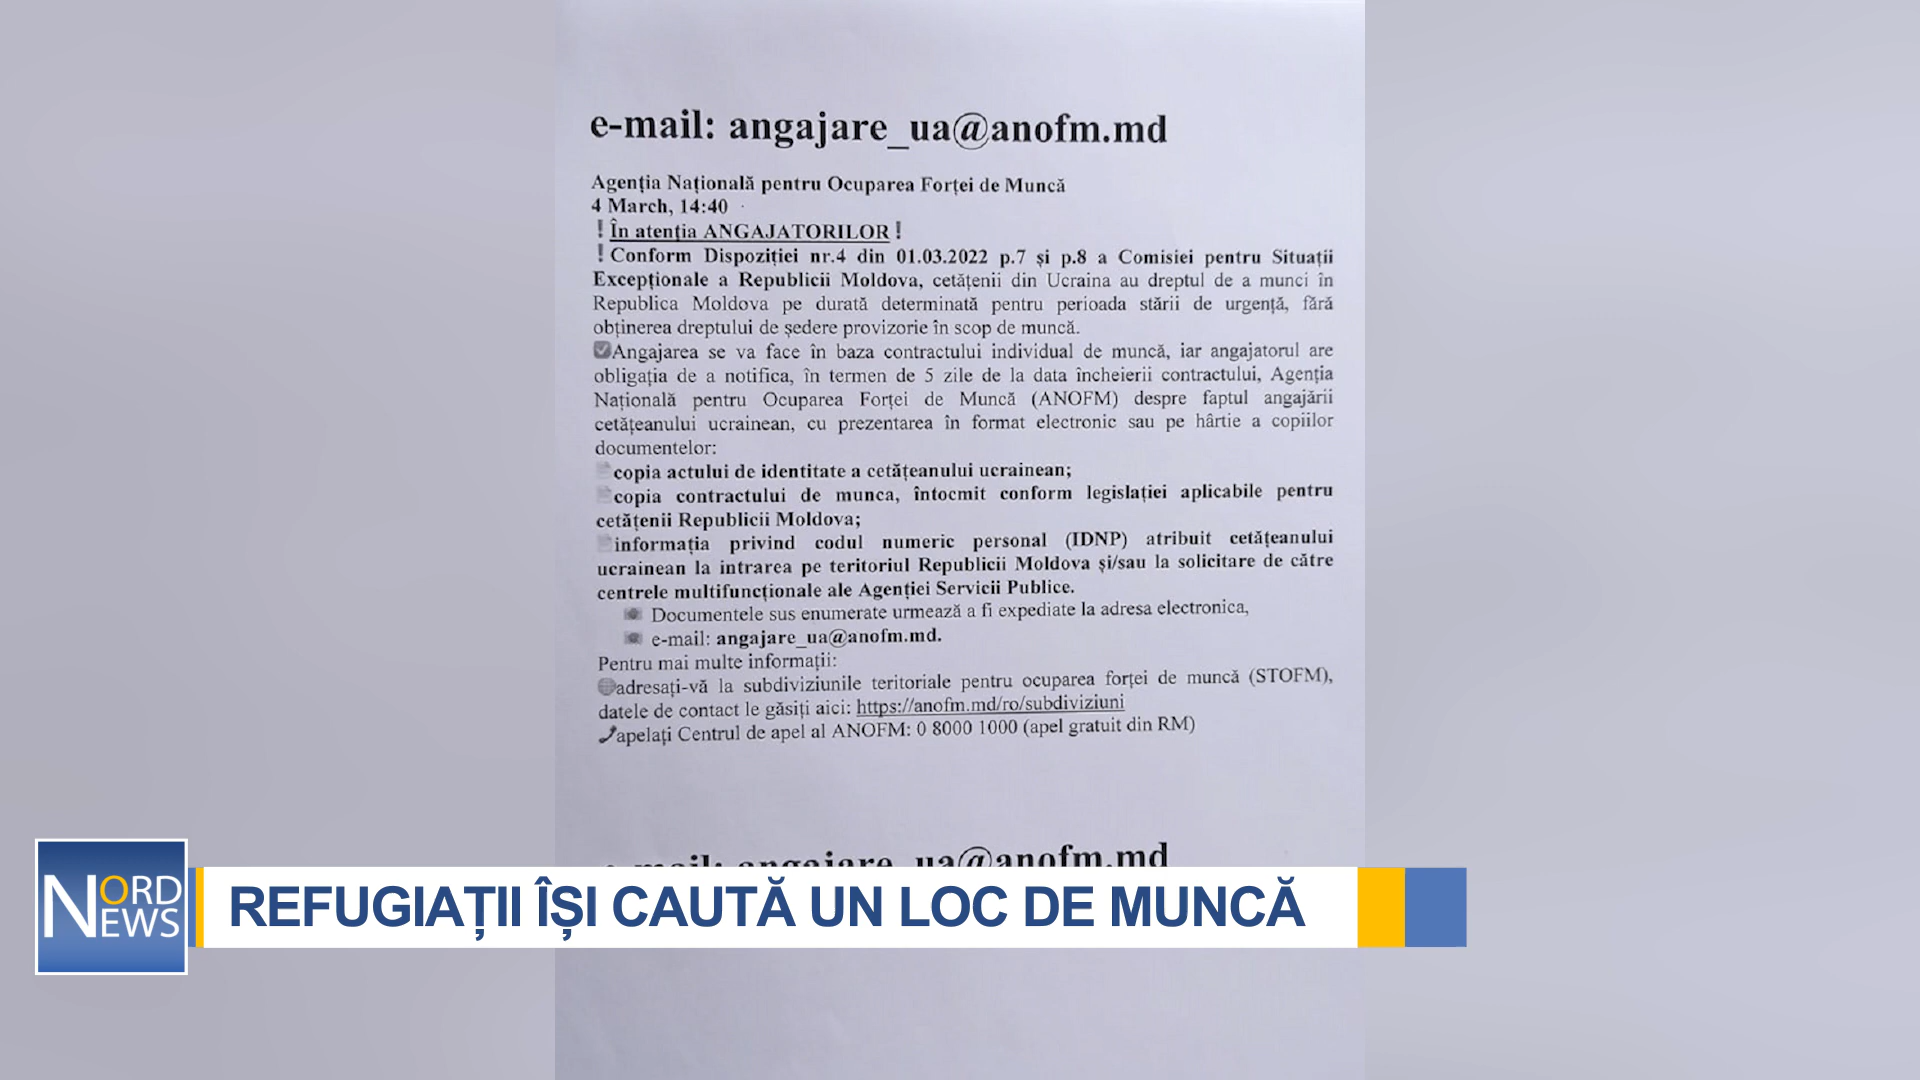 e-mail: angajare_ua@anofm.md
Agenția Națională pentru Ocuparea Forței de Muncă
4 March, 14:40
❗În atenția ANGAJATORILOR❗
❗Conform Dispoziției nr.4 din 01.03.2022 p.7 și p.8 a Comisiei pentru Situații
Excepționale a Republicii Moldova, cetățenii din Ucraina au dreptul de a munci în
Republica Moldova pe durată determinată pentru perioada stării de urgență, fără
obținerea dreptului de ședere provizorie în scop de muncă.
☑Angajarea se va face în baza contractului individual de muncă, iar angajatorul are
obligația de a notifica, în termen de 5 zile de la data încheierii contractului, Agenția
Națională pentru Ocuparea Forței de Muncă (ANOFM) despre faptul angajării
cetățeanului ucrainean, cu prezentarea în format electronic sau pe hârtie a copiilor
documentelor:
copia actului de identitate a cetățeanului ucrainean;
copia contractului de munca, întocmit conform legislației aplicabile pentru
cetățenii Republicii Moldova;
informația privind codul numeric personal (IDNP) atribuit cetățeanului
ucrainean la intrarea pe teritoriul Republicii Moldova și/sau la solicitare de către
centrele multifuncționale ale Agenției Servicii Publice.
Documentele sus enumerate urmează a fi expediate la adresa electronica,
e-mail: angajare_ua@anofm.md.
Pentru mai multe informații:
adresați-vă la subdiviziunile teritoriale pentru ocuparea forței de muncă (STOFM),
datele de contact le găsiți aici: https://anofm.md/ro/subdiviziuni
apelați Centrul de apel al ANOFM: 0 8000 1000 (apel gratuit din RM)
e-mail: angajare_ua@anofm.md
NORD
NEWS
REFUGIAȚII ÎȘI CAUTĂ UN LOC DE MUNCĂ